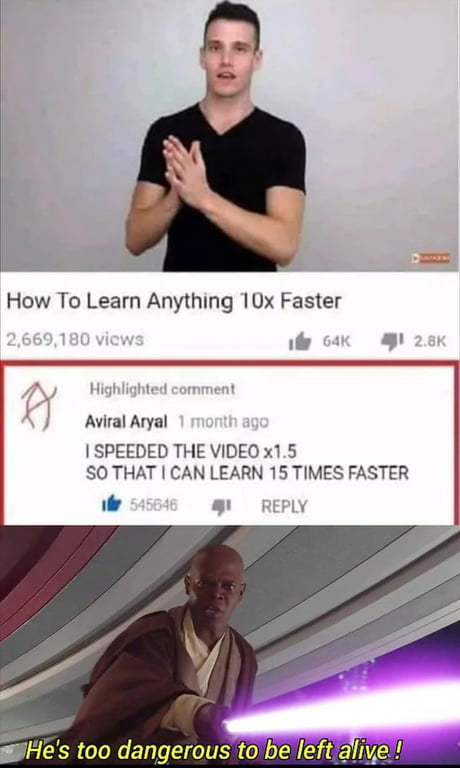 How To Learn Anything 10x Faster
2,669,180 views 64K 2.8K
Highlighted comment
Aviral Aryal 1 month ago
I SPEEDED THE VIDEO x1.5
SO THAT I CAN LEARN 15 TIMES FASTER
545646 REPLY
He's too dangerous to be left alive !